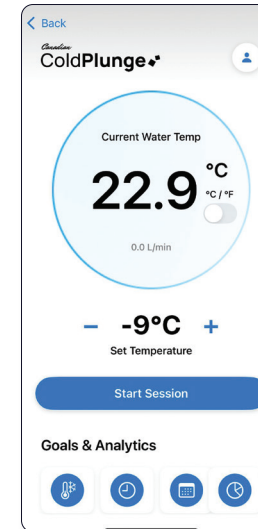 Back
Canadian
ColdPlunge
Current Water Temp
22.9 °C
°C / °F
0.0 L/min
− -9°C +
Set Temperature
Start Session
Goals & Analytics